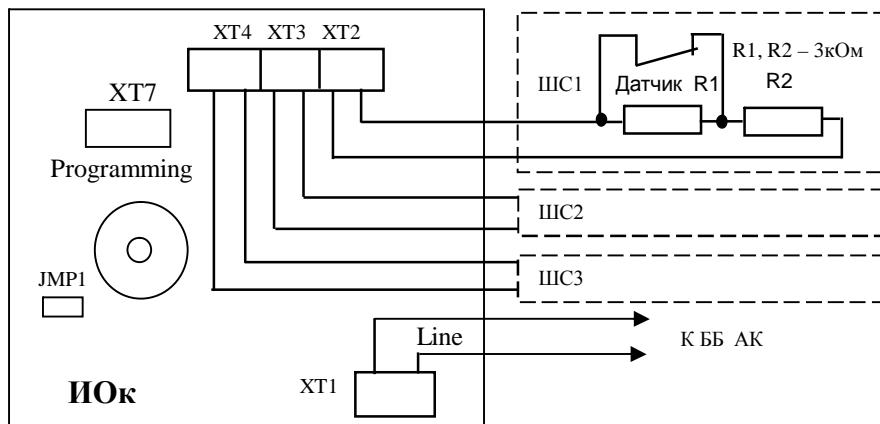 XT4 XT3 XT2
R1, R2 – 3кОм
ШС1
Датчик R1
R2
XT7
Programming
ШС2
JMP1
ШС3
Line
К ББ АК
XT1
ИОк